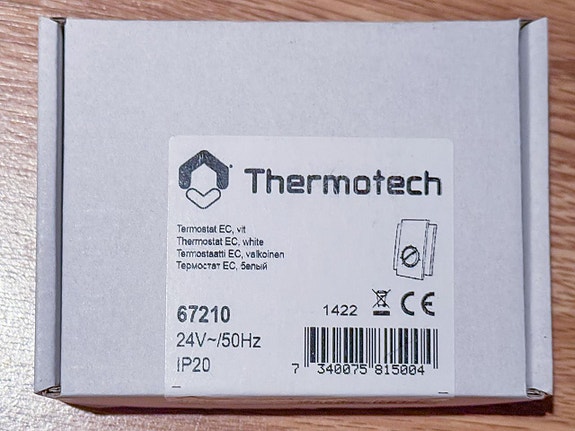 Thermotech
Termostat EC, vit
Thermostat EC, white
Termostaatti EC, valkoinen
Термостат EC, белый
67210
1422
CE
24V~/50Hz
IP20
7 340075 815004